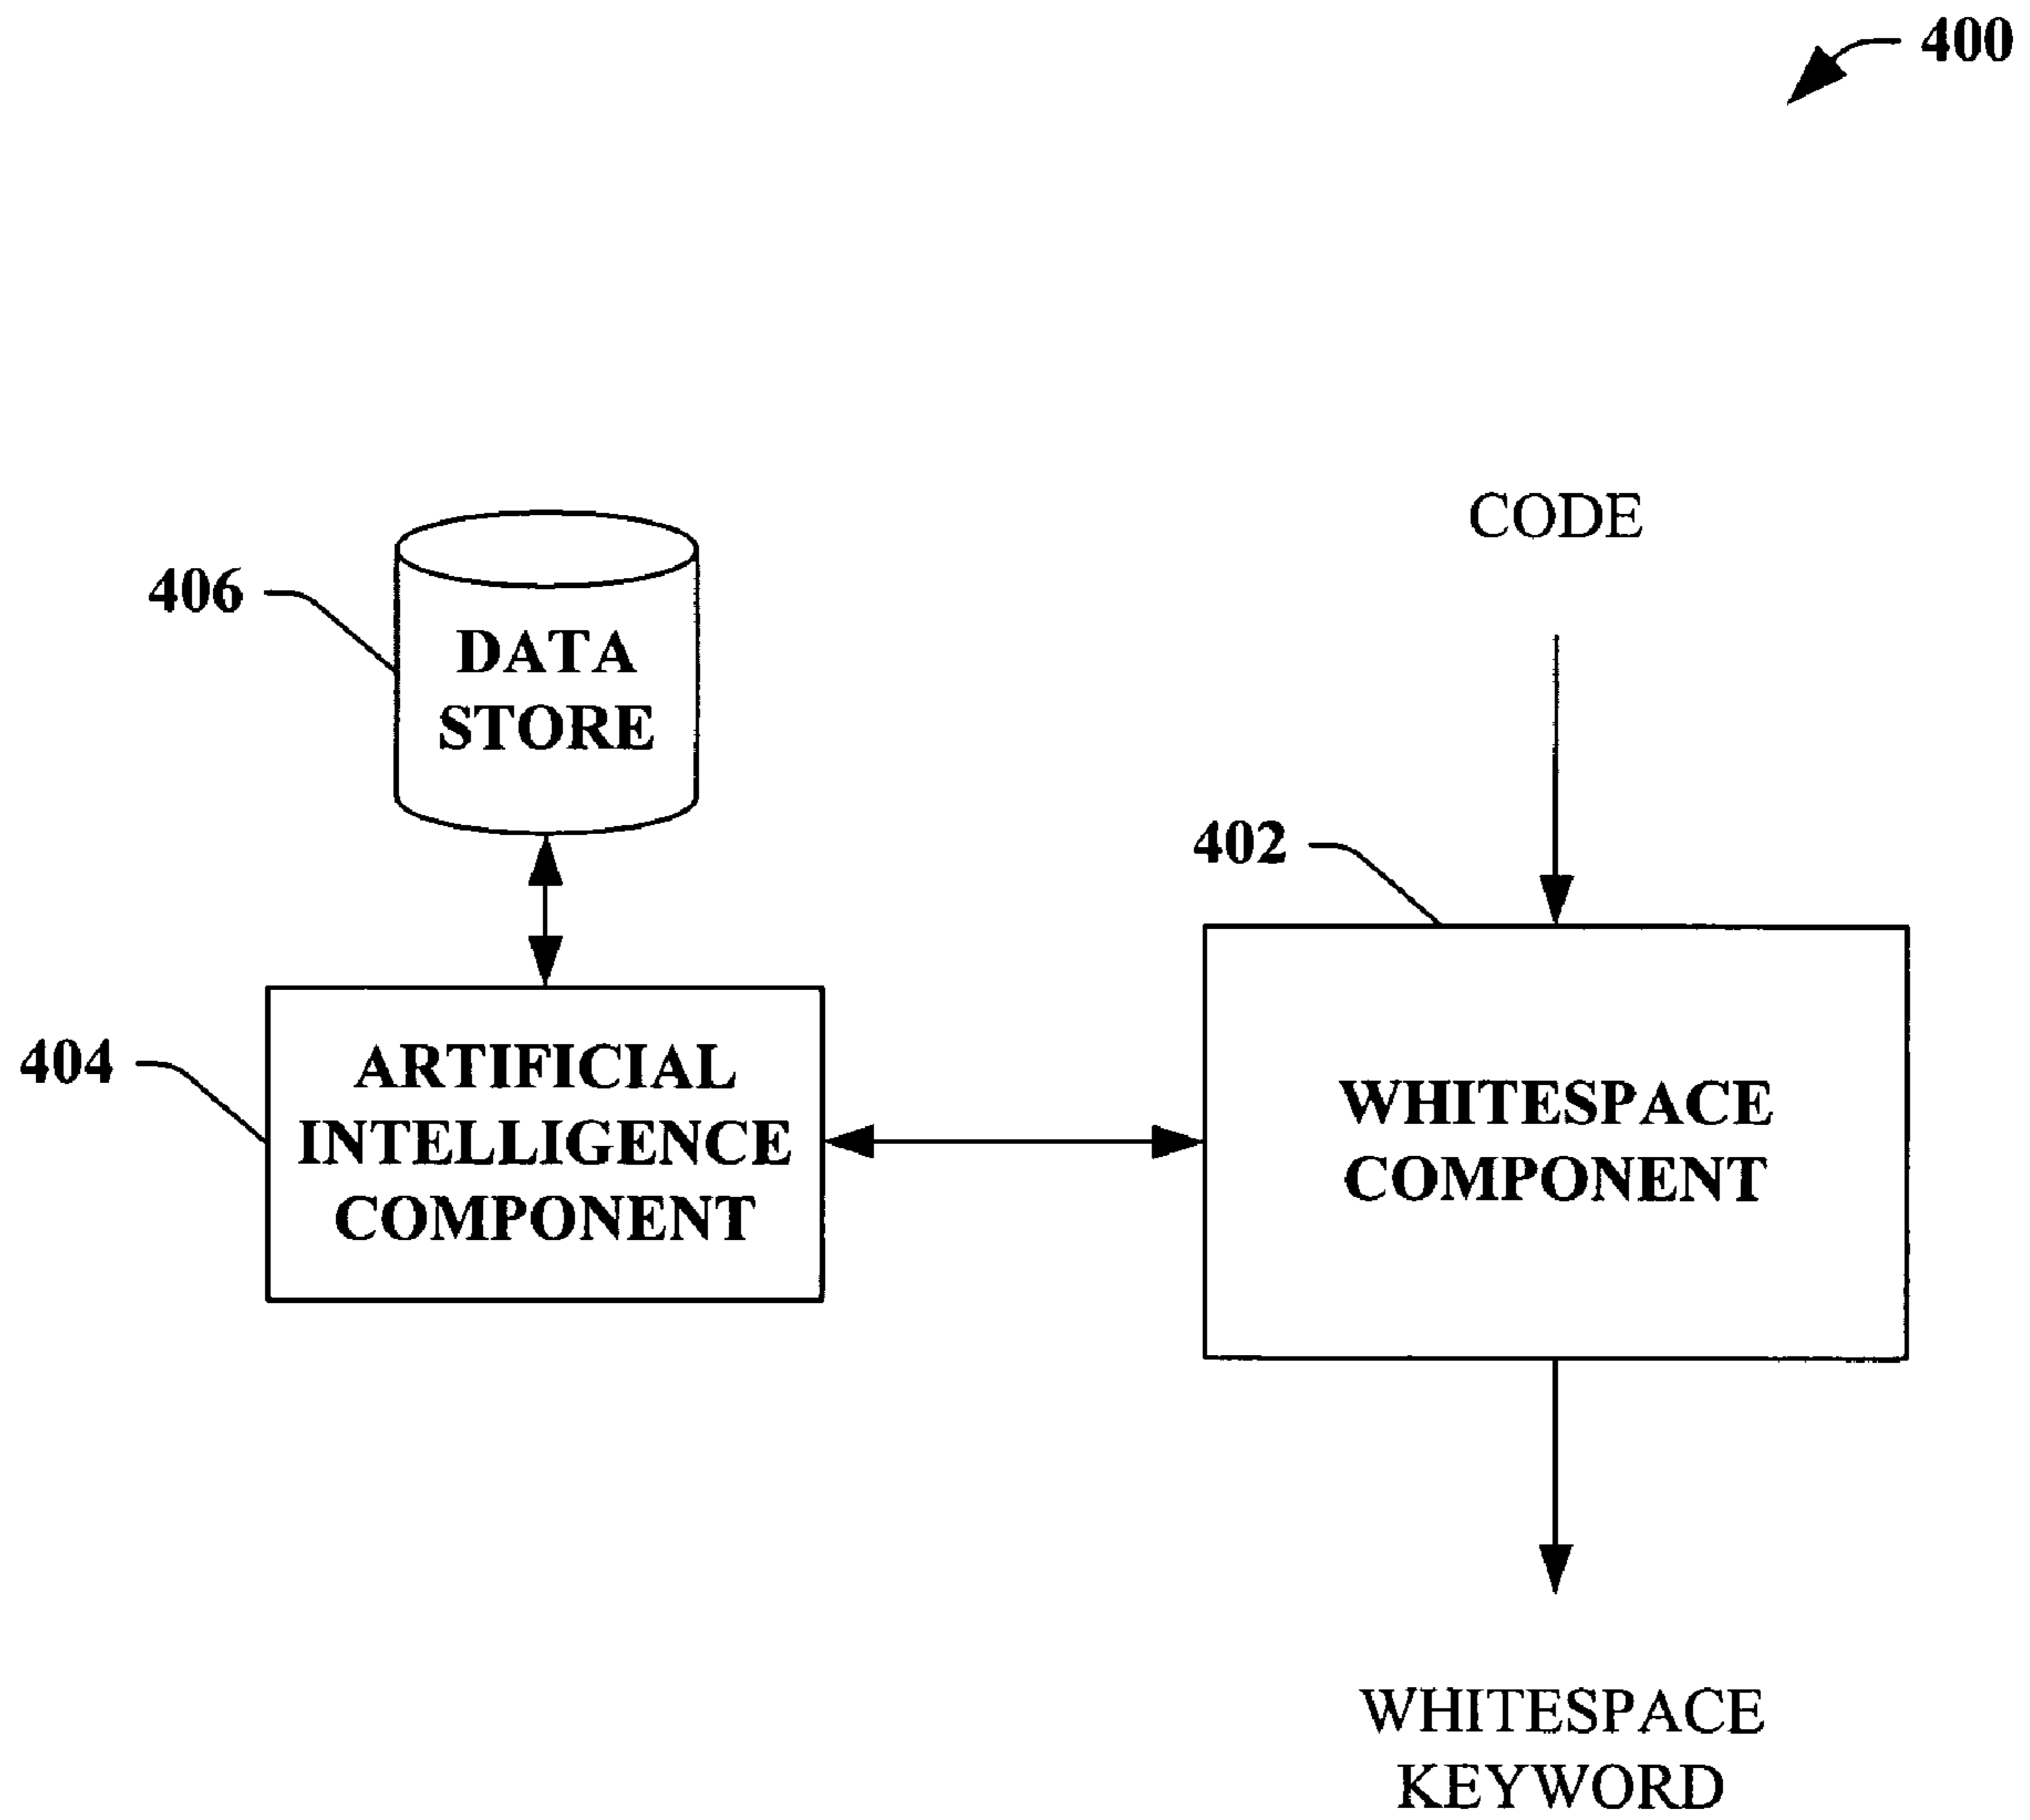 400
CODE
406
DATA
STORE
402
404
ARTIFICIAL
INTELLIGENCE
COMPONENT
WHITESPACE
COMPONENT
WHITESPACE
KEYWORD